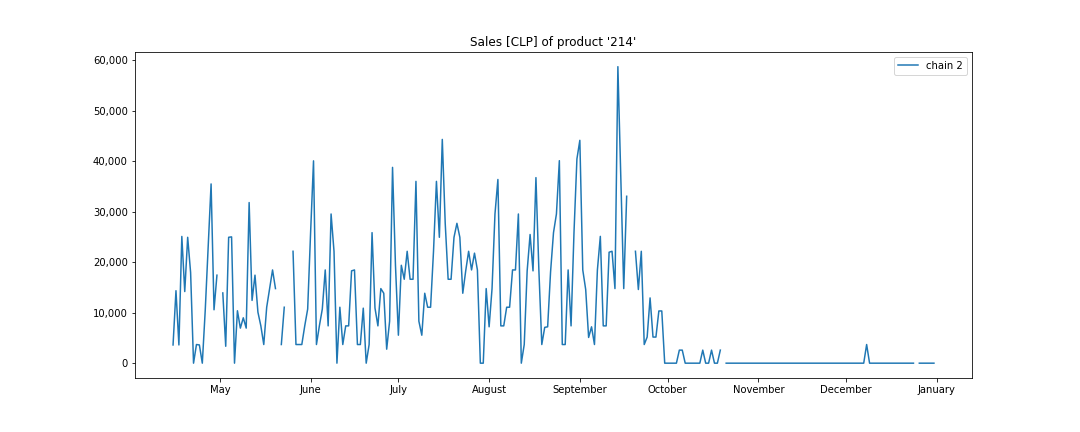 Sales [CLP] of product '214'
chain 2
60,000
50,000
40,000
30,000
20,000
10,000
0
May June July August September October November December January